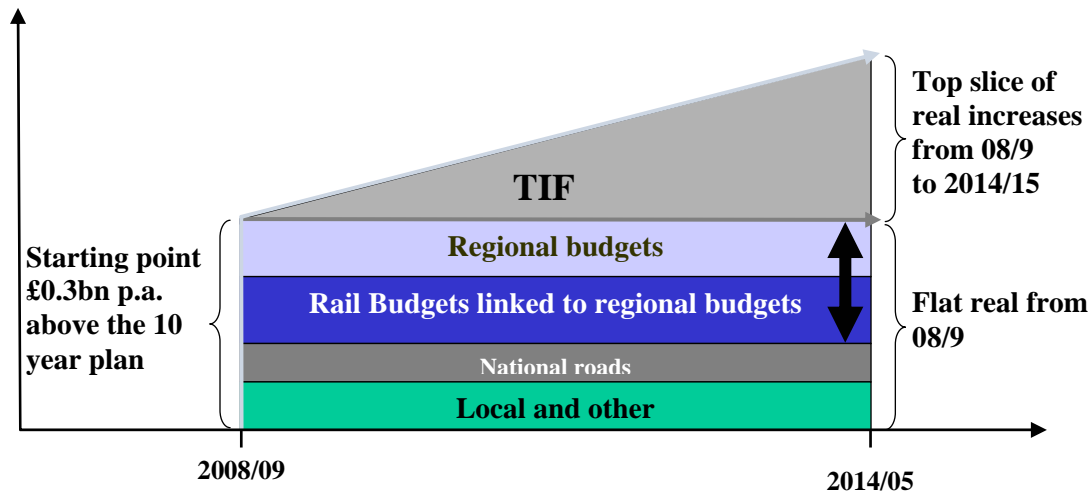 Top slice of
real increases
from 08/9
to 2014/15
TIF
Regional budgets
Starting point
£0.3bn p.a.
above the 10
year plan
Rail Budgets linked to regional budgets
Flat real from
08/9
National roads
Local and other
2008/09
2014/05